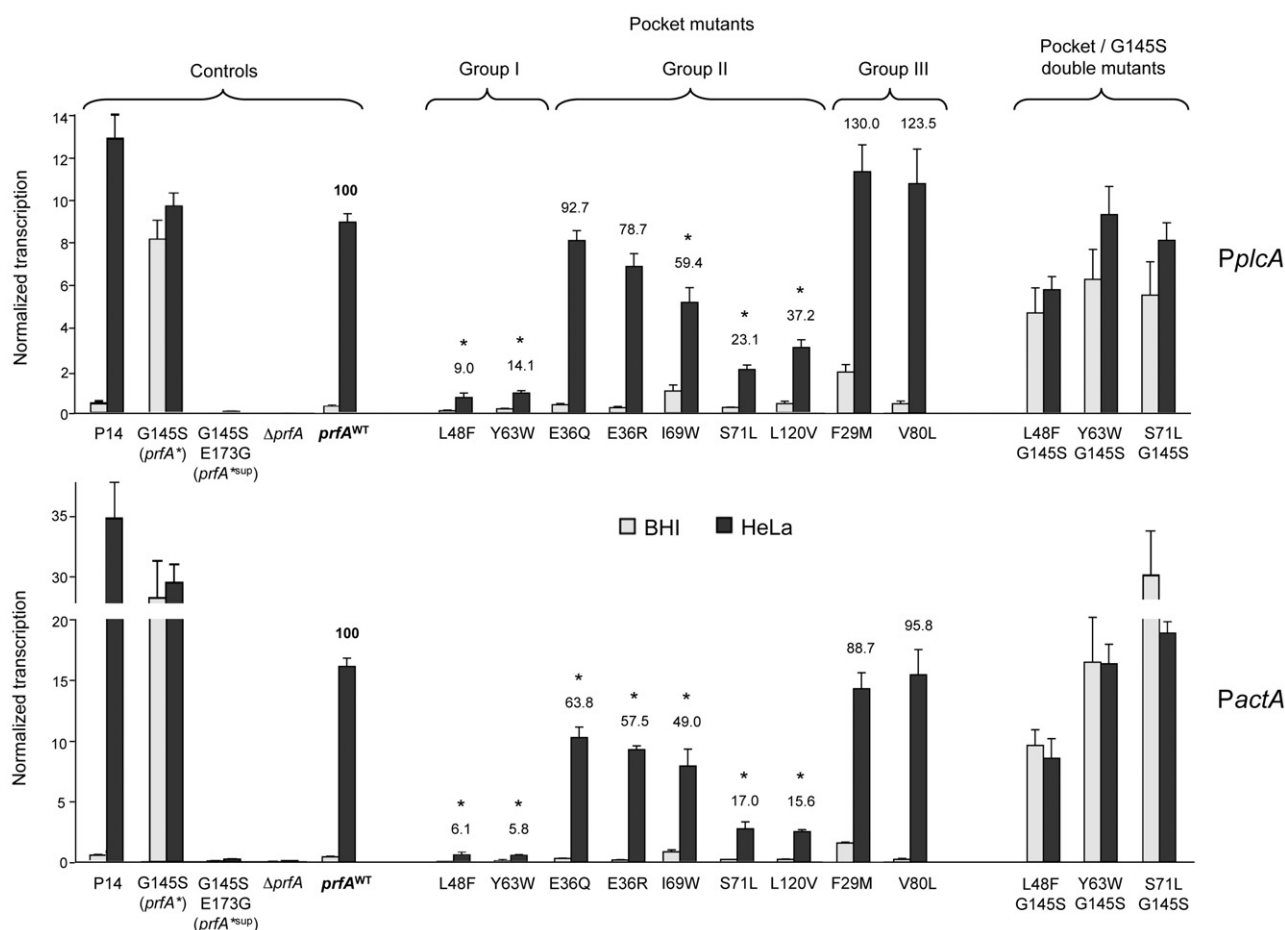 Pocket mutants
Controls
Group I
Group II
Group III
Pocket / G145S
double mutants
Normalized transcription
14
12
10
8
6
4
2
0
100
*
9.0
*
14.1
92.7
78.7
*
59.4
*
23.1
*
37.2
130.0
123.5
PplcA
P14
G145S
(prfA*)
G145S
E173G
(prfA*sup)
ΔprfA
prfAWT
L48F
Y63W
E36Q
E36R
I69W
S71L
L120V
F29M
V80L
L48F
G145S
Y63W
G145S
S71L
G145S
BHI
HeLa
Normalized transcription
35
30
25
20
15
10
5
0
100
*
6.1
*
5.8
*
63.8
*
57.5
*
49.0
*
17.0
*
15.6
88.7
95.8
PactA
P14
G145S
(prfA*)
G145S
E173G
(prfA*sup)
ΔprfA
prfAWT
L48F
Y63W
E36Q
E36R
I69W
S71L
L120V
F29M
V80L
L48F
G145S
Y63W
G145S
S71L
G145S